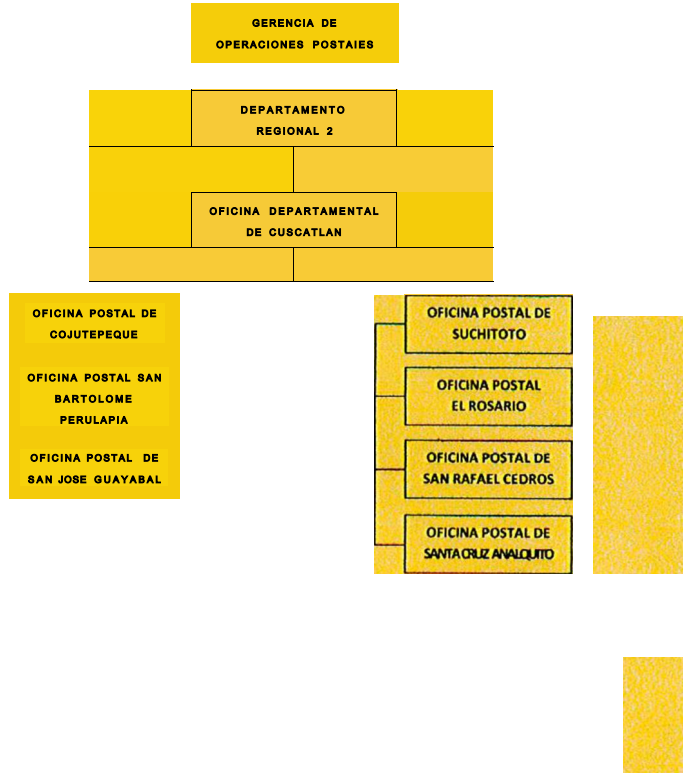 GERENCIA DE
OPERACIONES POSTAIES
DEPARTAMENTO
REGIONAL 2
OFICINA DEPARTAMENTAL
DE CUSCATLAN
OFICINA POSTAL DE
COJUTEPEQUE
OFICINA POSTAL SAN
BARTOLOME
PERULAPIA
OFICINA POSTAL DE
SAN JOSE GUAYABAL
OFICINA POSTAL DE
SUCHITOTO
OFICINA POSTAL
EL ROSARIO
OFICINA POSTAL DE
SAN RAFAEL CEDROS
OFICINA POSTAL DE
SANTA CRUZ ANALQUITO